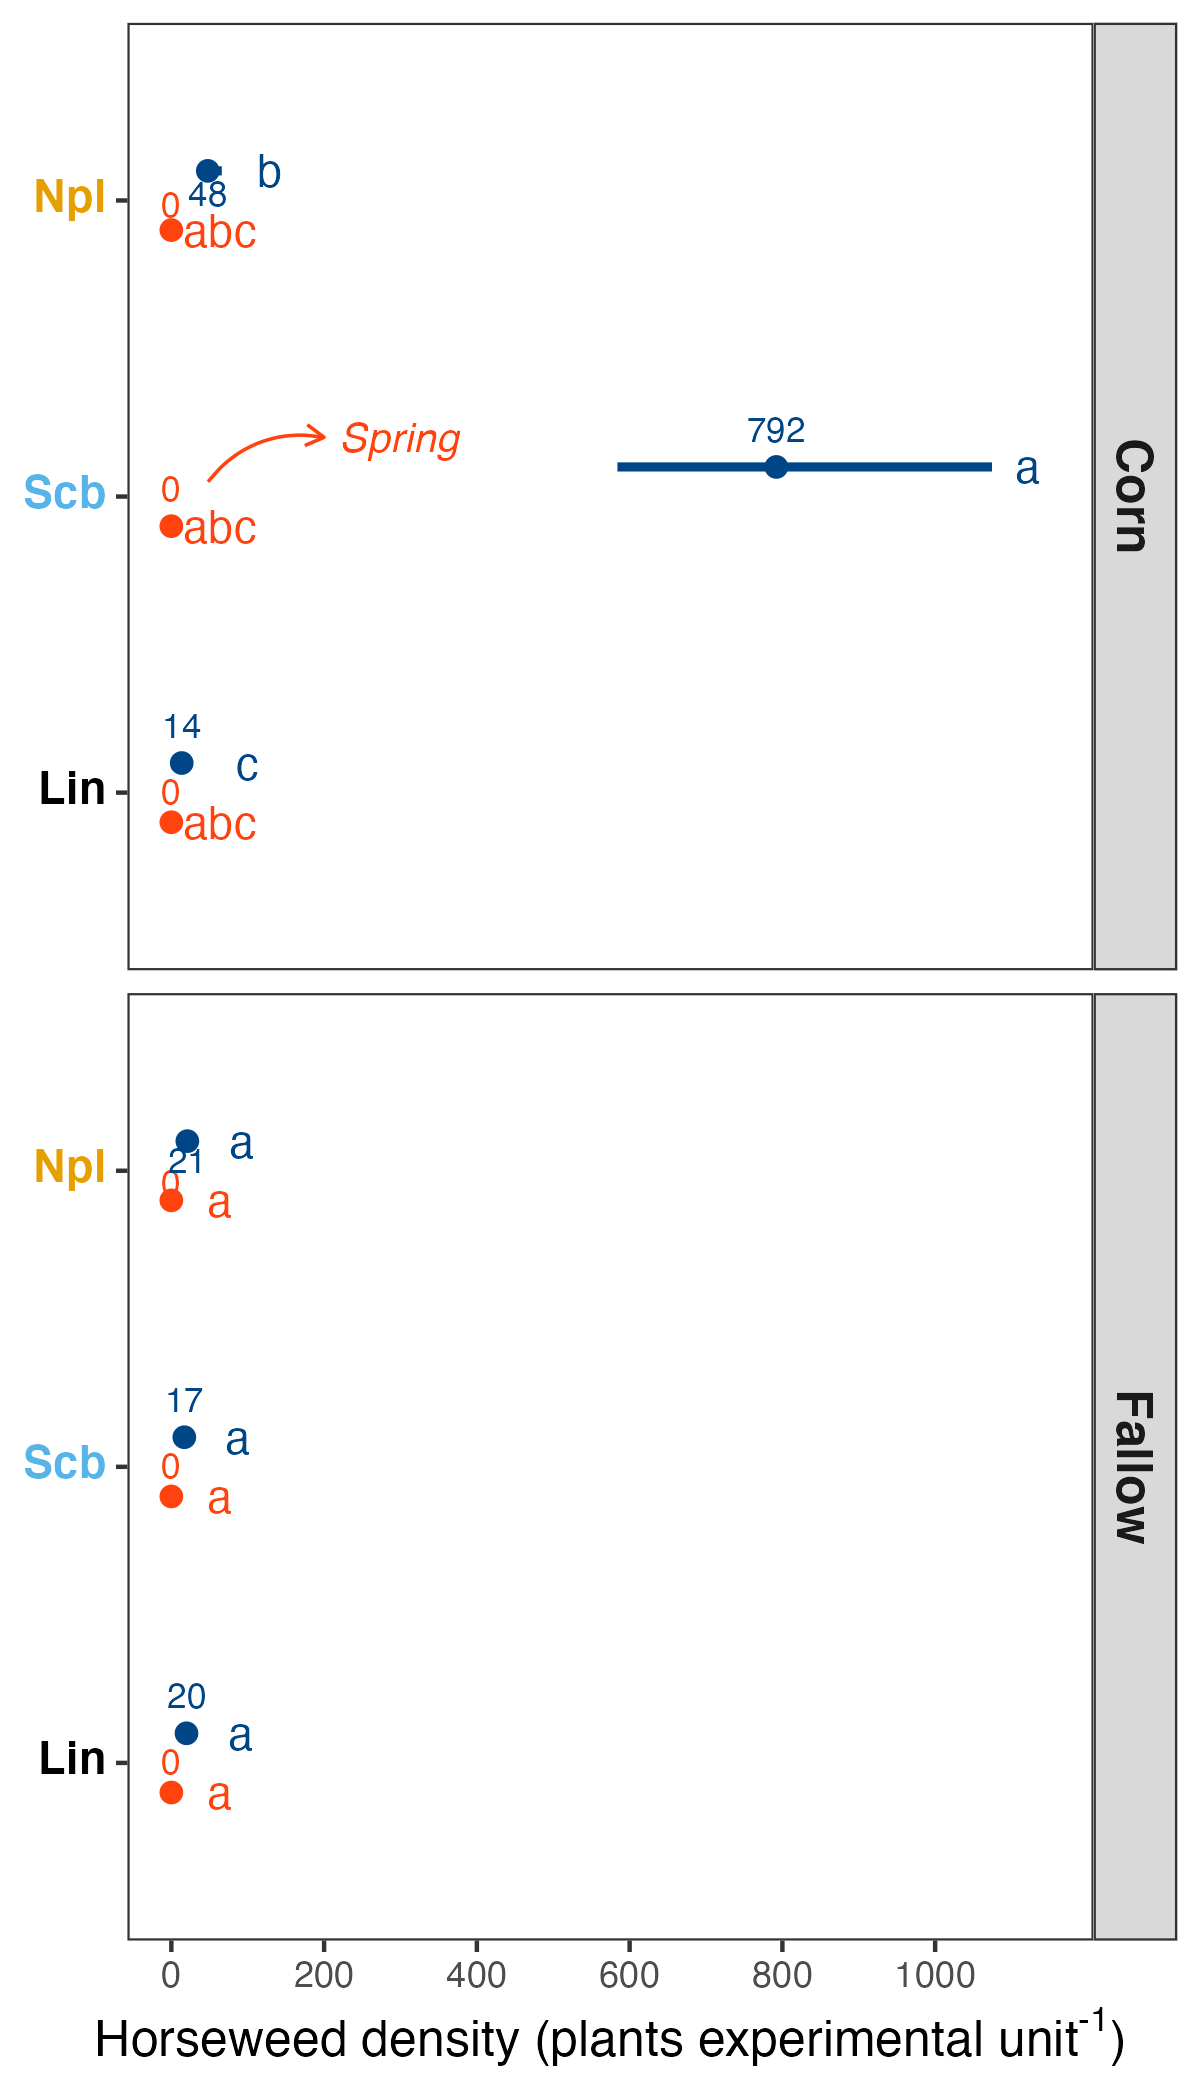 b
Npl
48
0
abc
792
Spring
a
Scb
0
abc
Corn
14
c
Lin
0
abc
a
Npl
21
0
a
17
a
Scb
0
a
Fallow
20
a
Lin
0
a
0 200 400 600 800 1000
Horseweed density (plants experimental unit⁻¹)